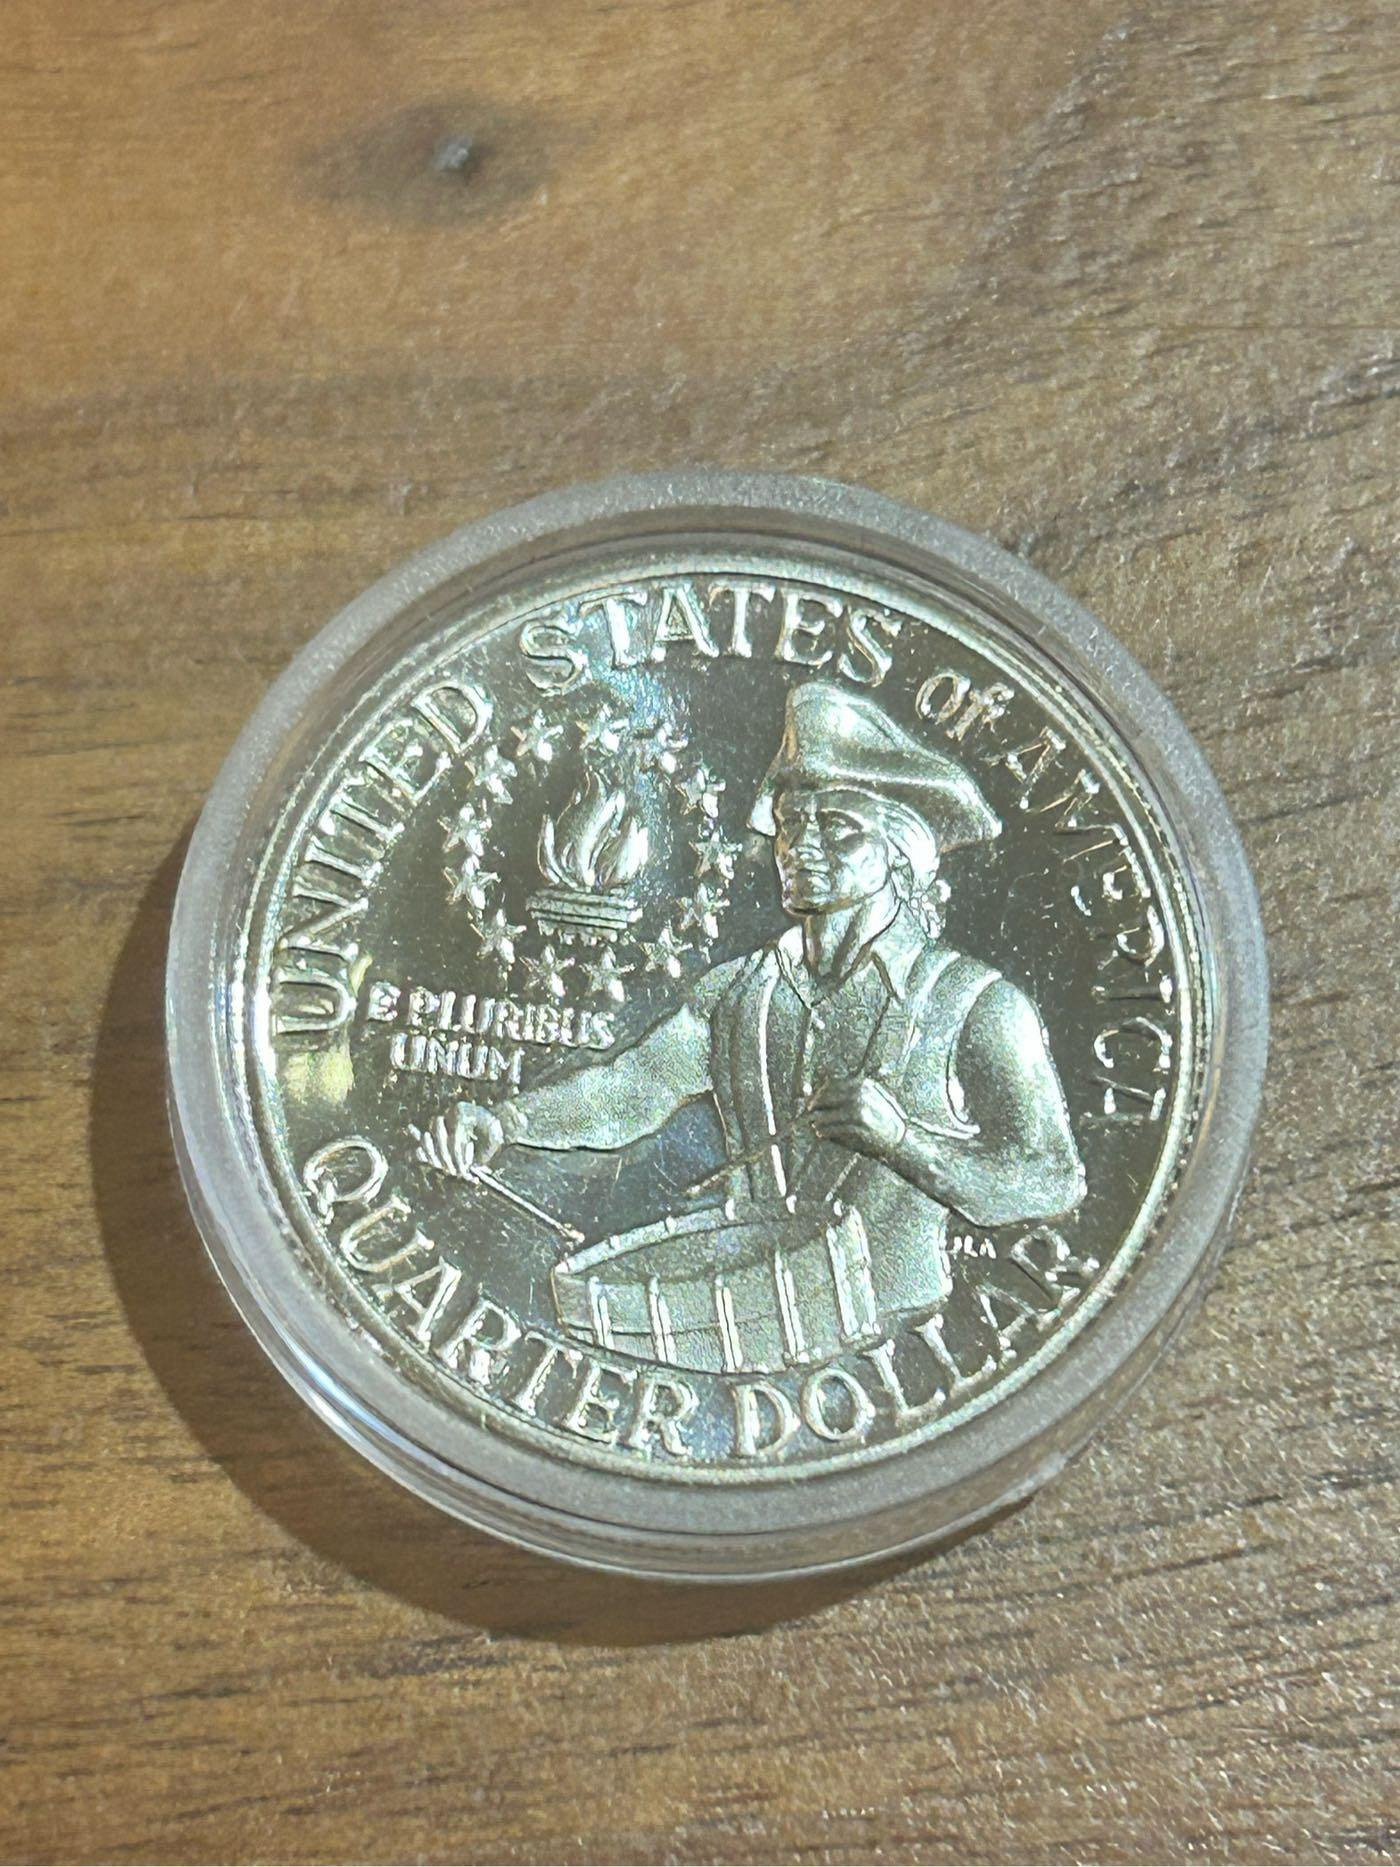 UNITED STATES of AMERICA
E PLURIBUS
UNUM
JLA
QUARTER DOLLAR